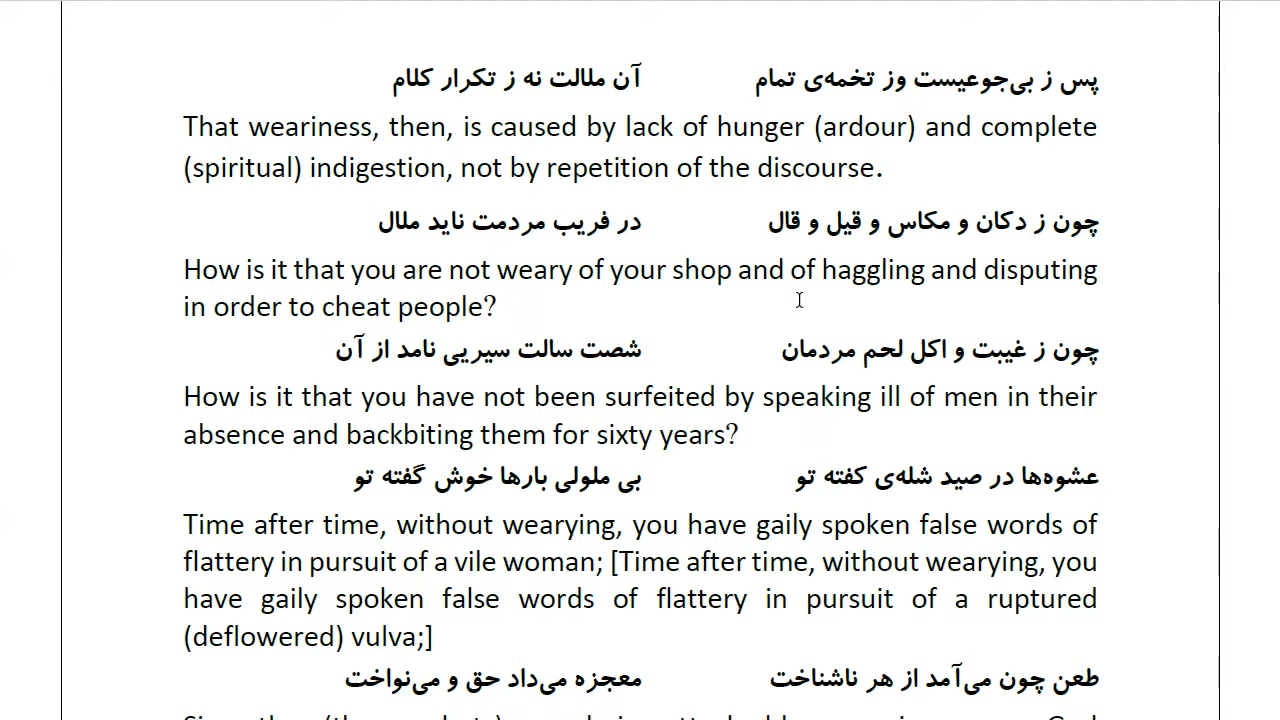 پس ز بی‌جوعیست وز تخمه‌ی تمام آن ملالت نه ز تکرار کلام
That weariness, then, is caused by lack of hunger (ardour) and complete
(spiritual) indigestion, not by repetition of the discourse.
چون ز دکان و مکاس و قیل و قال در فریب مردمت ناید ملال
How is it that you are not weary of your shop and of haggling and disputing
in order to cheat people?
چون ز غیبت و اکل لحم مردمان شصت سالت سیریی نامد از آن
How is it that you have not been surfeited by speaking ill of men in their
absence and backbiting them for sixty years?
عشوه‌ها در صید شله‌ی کفته تو بی ملولی بارها خوش گفته تو
Time after time, without wearying, you have gaily spoken false words of
flattery in pursuit of a vile woman; [Time after time, without wearying, you
have gaily spoken false words of flattery in pursuit of a ruptured
(deflowered) vulva;]
طعن چون می‌آمد از هر ناشناخت معجزه می‌داد حق و می‌نواخت